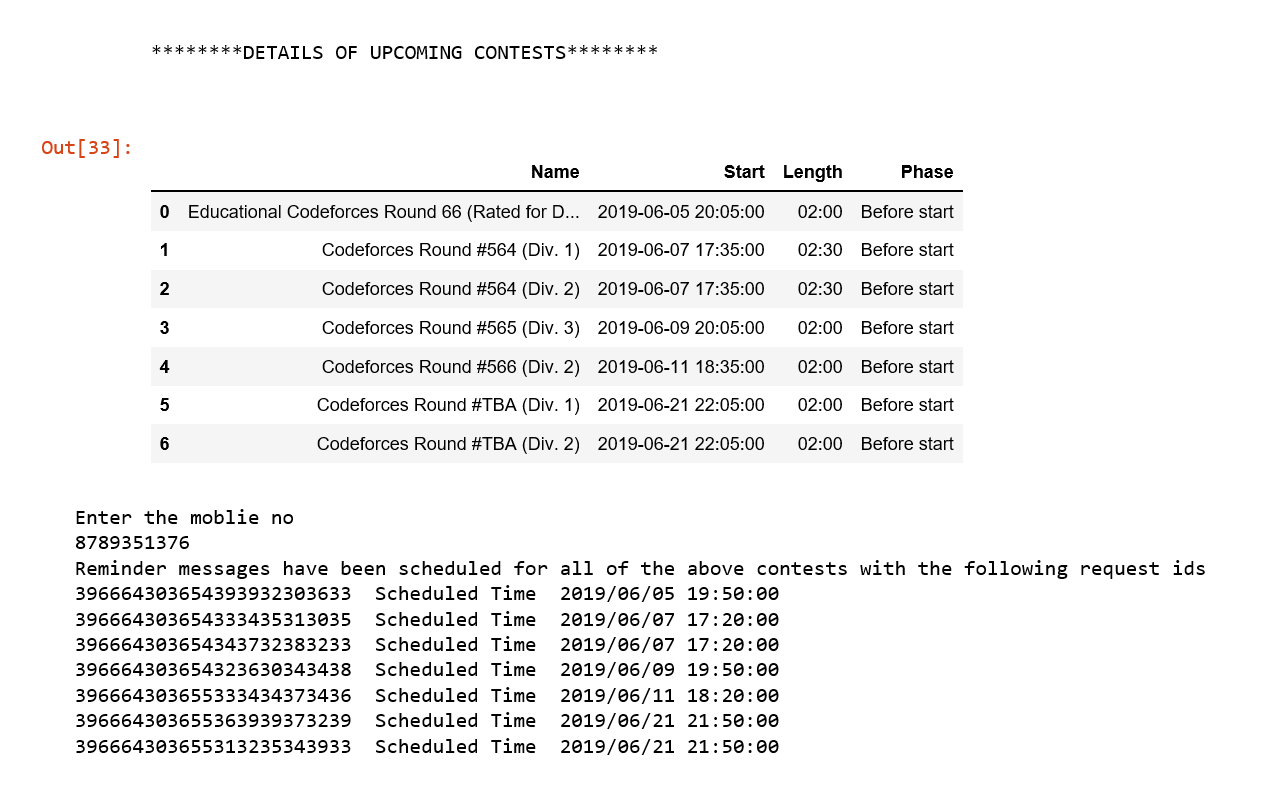 ********DETAILS OF UPCOMING CONTESTS********
Out[33]:
Name Start Length Phase
0 Educational Codeforces Round 66 (Rated for D... 2019-06-05 20:05:00 02:00 Before start
1 Codeforces Round #564 (Div. 1) 2019-06-07 17:35:00 02:30 Before start
2 Codeforces Round #564 (Div. 2) 2019-06-07 17:35:00 02:30 Before start
3 Codeforces Round #565 (Div. 3) 2019-06-09 20:05:00 02:00 Before start
4 Codeforces Round #566 (Div. 2) 2019-06-11 18:35:00 02:00 Before start
5 Codeforces Round #TBA (Div. 1) 2019-06-21 22:05:00 02:00 Before start
6 Codeforces Round #TBA (Div. 2) 2019-06-21 22:05:00 02:00 Before start
Enter the moblie no
8789351376
Reminder messages have been scheduled for all of the above contests with the following request ids
396664303654393932303633 Scheduled Time 2019/06/05 19:50:00
396664303654333435313035 Scheduled Time 2019/06/07 17:20:00
396664303654343732383233 Scheduled Time 2019/06/07 17:20:00
396664303654323630343438 Scheduled Time 2019/06/09 19:50:00
396664303655333434373436 Scheduled Time 2019/06/11 18:20:00
396664303655363939373239 Scheduled Time 2019/06/21 21:50:00
396664303655313235343933 Scheduled Time 2019/06/21 21:50:00